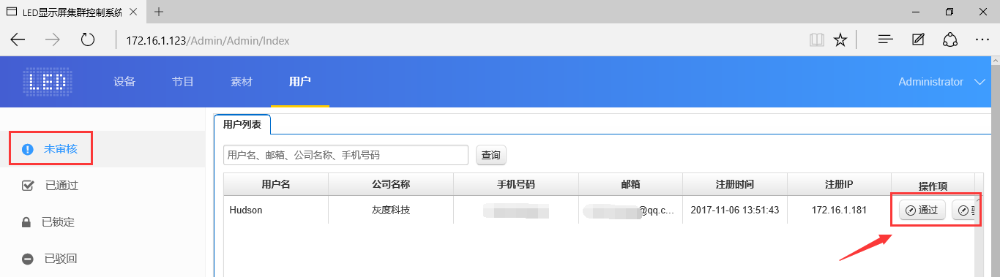 LED显示屏集群控制系统
172.16.1.123/Admin/Admin/Index
LED 设备 节目 素材 用户 Administrator
未审核
已通过
已锁定
已驳回
用户列表
用户名、邮箱、公司名称、手机号码 查询
用户名 公司名称 手机号码 邮箱 注册时间 注册IP 操作项
Hudson 灰度科技 @qq.c... 2017-11-06 13:51:43 172.16.1.181 通过